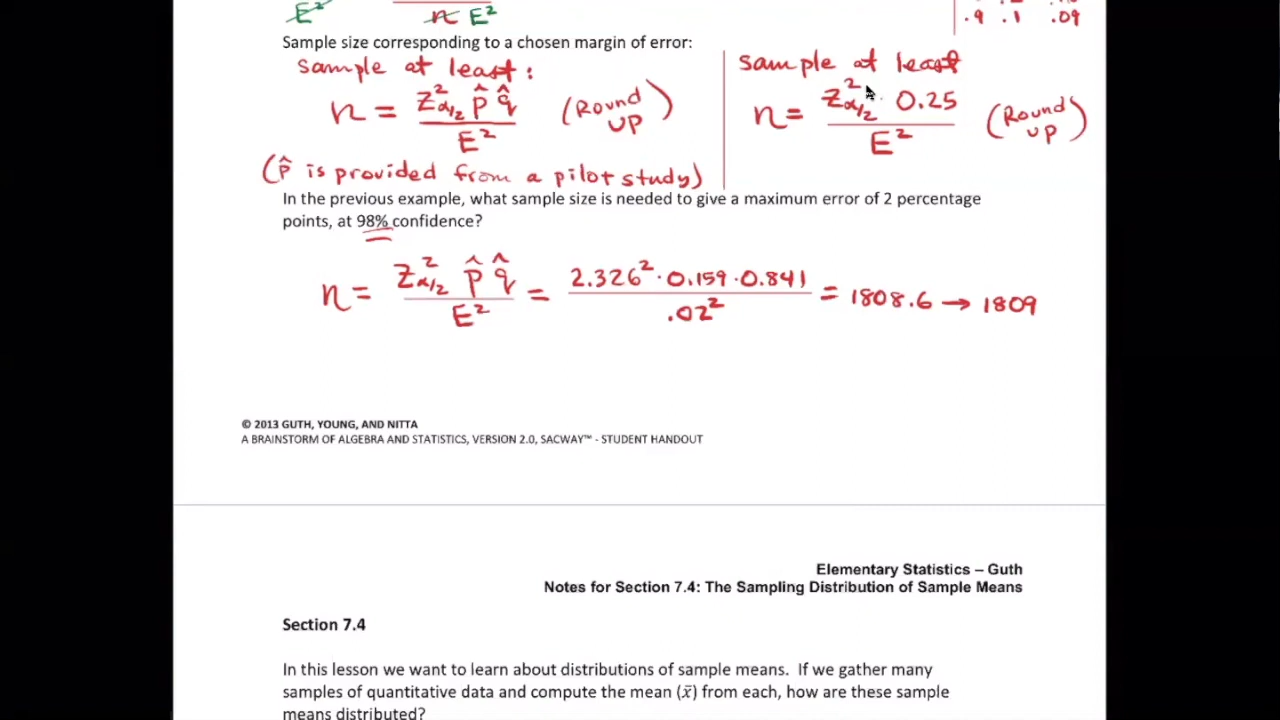 E² n E²
.9 .1 .09
Sample size corresponding to a chosen margin of error:
sample at least:
n = Z²α/2 p̂ q̂ / E² (Round UP)
(p̂ is provided from a pilot study)
sample at least
n = Z²α/2 · 0.25 / E² (Round up)
In the previous example, what sample size is needed to give a maximum error of 2 percentage
points, at 98% confidence?
n = Z²α/2 p̂ q̂ / E² = 2.326² · 0.159 · 0.841 / .02² = 1808.6 → 1809
© 2013 GUTH, YOUNG, AND NITTA
A BRAINSTORM OF ALGEBRA AND STATISTICS, VERSION 2.0, SACWAY™ - STUDENT HANDOUT
Elementary Statistics – Guth
Notes for Section 7.4: The Sampling Distribution of Sample Means
Section 7.4
In this lesson we want to learn about distributions of sample means. If we gather many
samples of quantitative data and compute the mean (x̄) from each, how are these sample
means distributed?